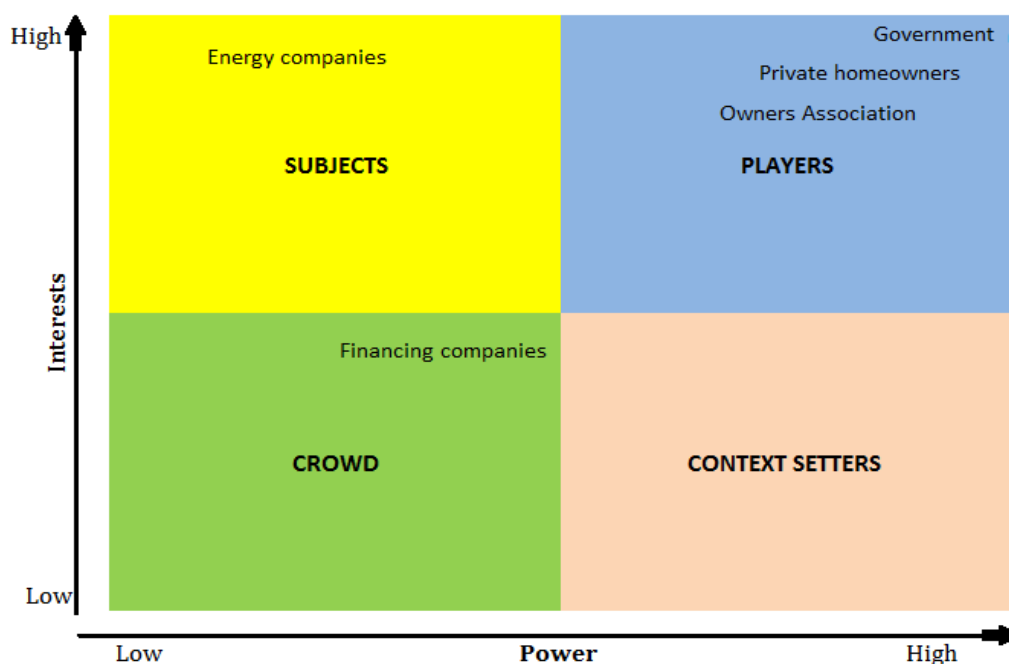 High
Energy companies
Government
Private homeowners
Owners Association
SUBJECTS
PLAYERS
Interests
Financing companies
CROWD
CONTEXT SETTERS
Low
Low
Power
High